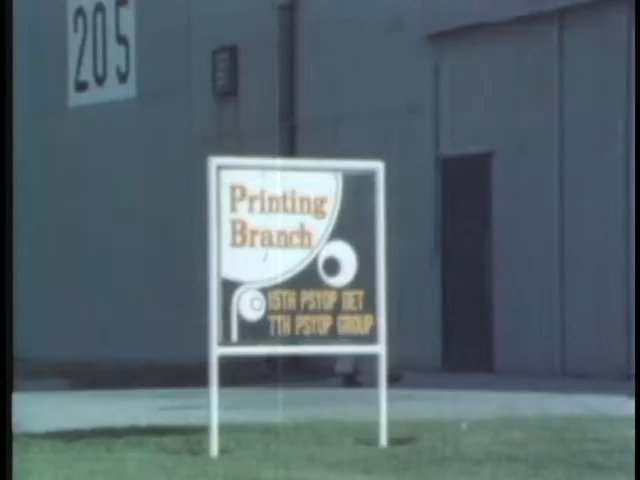 205
Printing
Branch
15TH PSYOP DET
7TH PSYOP GROUP